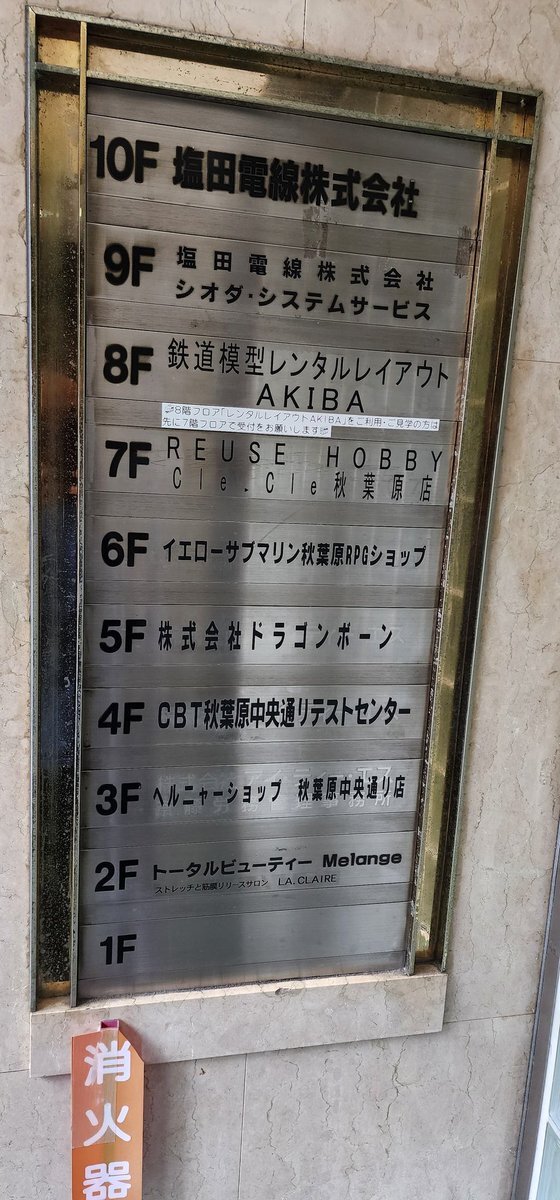 10F 塩田電線株式会社
9F 塩田電線株式会社
シオダ・システムサービス
8F 鉄道模型レンタルレイアウト
AKIBA
8階フロア「レンタルレイアウトAKIBA」をご利用・ご見学の方は
先に7階フロアで受付をお願いします
7F REUSE HOBBY
Cle.Cle秋葉原店
6F イエローサブマリン秋葉原RPGショップ
5F 株式会社ドラゴンボーン
4F CBT秋葉原中央通りテストセンター
3F ヘルニャーショップ 秋葉原中央通り店
2F トータルビューティー Melange
ストレッチと筋膜リリースサロン LA.CLAIRE
1F
消火器